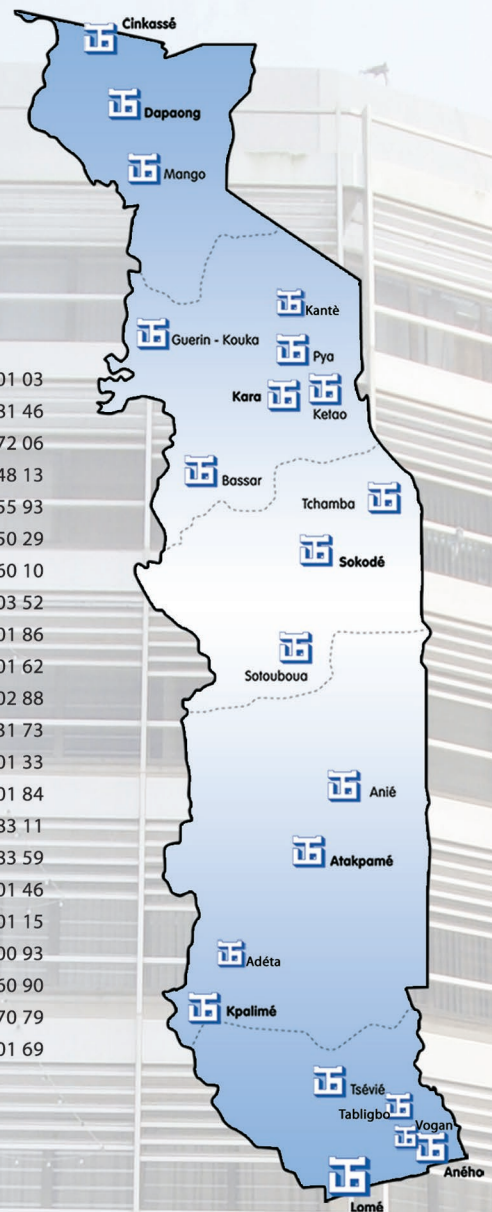 01 03
31 46
72 06
48 13
55 93
50 29
60 10
03 52
01 86
01 62
02 88
31 73
01 33
01 84
33 11
33 59
01 46
01 15
00 93
60 90
70 79
01 69
Cinkassé
Dapaong
Mango
Kantè
Guerin - Kouka
Pya
Kara
Ketao
Bassar
Tchamba
Sokodé
Sotouboua
Anié
Atakpamé
Adéta
Kpalimé
Tsévié
Tabligbo
Vogan
Aného
Lomé